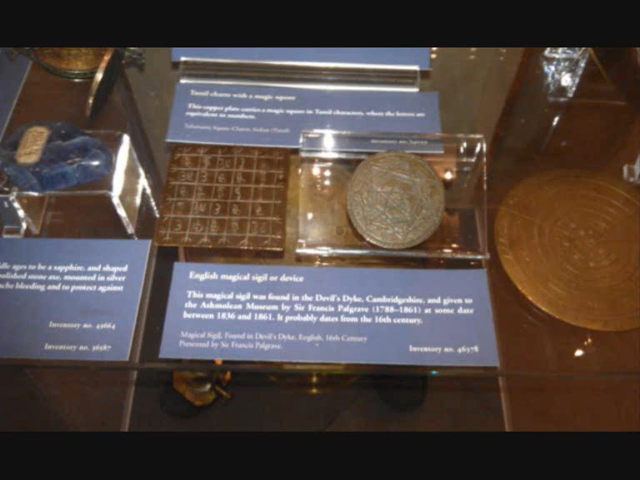 Tamil charm with a magic square
This copper plate carries a magic square in Tamil characters, where the letters are
equivalent to numbers.
dle ages to be a sapphire, and shaped
olished stone axe, mounted in silver
che bleeding and to protect against
Inventory no. 42664
Inventory no. 36987
English magical sigil or device
This magical sigil was found in the Devil's Dyke, Cambridgeshire, and given to
the Ashmolean Museum by Sir Francis Palgrave (1788-1861) at some date
between 1836 and 1861. It probably dates from the 16th century.
Magical Sigil, Found in Devil's Dyke, English, 16th Century
Presented by Sir Francis Palgrave.
Inventory no. 46378